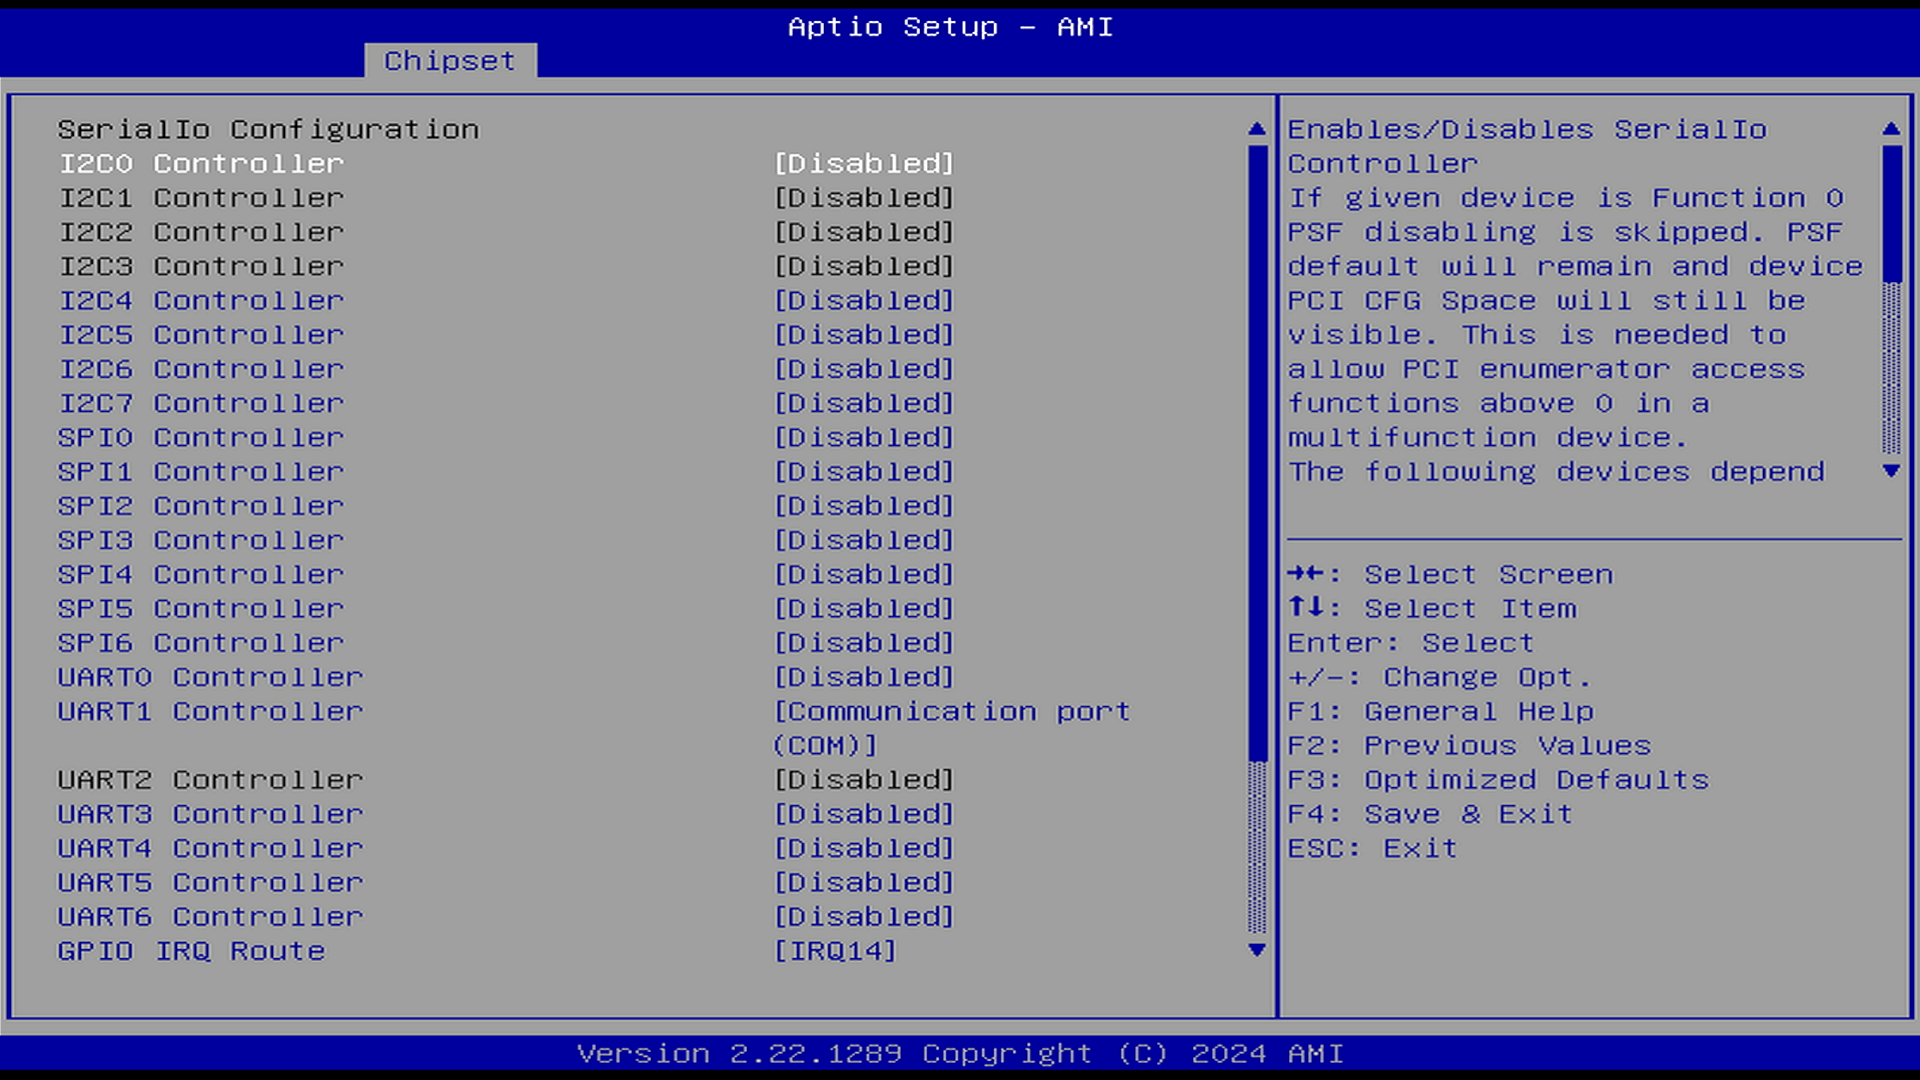 Aptio Setup - AMI
Chipset
SerialIo Configuration
I2C0 Controller [Disabled]
I2C1 Controller [Disabled]
I2C2 Controller [Disabled]
I2C3 Controller [Disabled]
I2C4 Controller [Disabled]
I2C5 Controller [Disabled]
I2C6 Controller [Disabled]
I2C7 Controller [Disabled]
SPI0 Controller [Disabled]
SPI1 Controller [Disabled]
SPI2 Controller [Disabled]
SPI3 Controller [Disabled]
SPI4 Controller [Disabled]
SPI5 Controller [Disabled]
SPI6 Controller [Disabled]
UART0 Controller [Disabled]
UART1 Controller [Communication port
(COM)]
UART2 Controller [Disabled]
UART3 Controller [Disabled]
UART4 Controller [Disabled]
UART5 Controller [Disabled]
UART6 Controller [Disabled]
GPIO IRQ Route [IRQ14]
Enables/Disables SerialIo
Controller
If given device is Function 0
PSF disabling is skipped. PSF
default will remain and device
PCI CFG Space will still be
visible. This is needed to
allow PCI enumerator access
functions above 0 in a
multifunction device.
The following devices depend
→←: Select Screen
↑↓: Select Item
Enter: Select
+/-: Change Opt.
F1: General Help
F2: Previous Values
F3: Optimized Defaults
F4: Save & Exit
ESC: Exit
Version 2.22.1289 Copyright (C) 2024 AMI